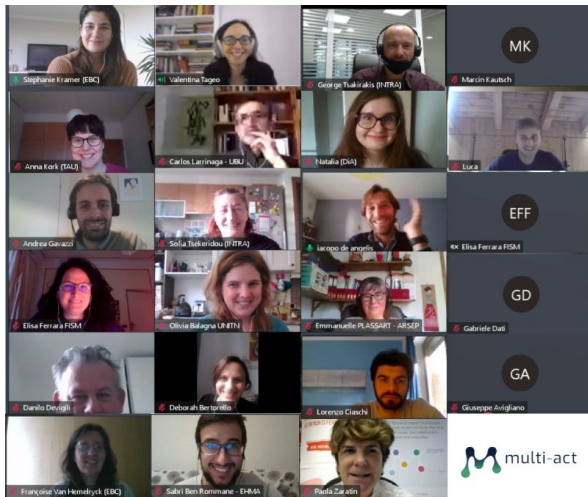 Stephanie Kramer (EBC)
Valentina Tageo
George Tsakirakis (INTRA)
MK
Marcin Kautsch
Anna Kork (TAU)
Carlos Larrinaga - UBU
Natalia (DiA)
Luca
Andrea Gavazzi
Sofia Tsekeridou (INTRA)
iacopo de angelis
EFF
Elisa Ferrara FISM
Elisa Ferrara FISM
Olivia Balagna UNITN
Emmanuelle PLASSART - ARSEP
GD
Gabriele Dati
Danilo Devigili
Deborah Bertorello
Lorenzo Ciaschi
GA
Giuseppe Avigliano
Françoise Van Hemelryck (EBC)
Sabri Ben Rommane - EHMA
Paola Zaratin
multi-act